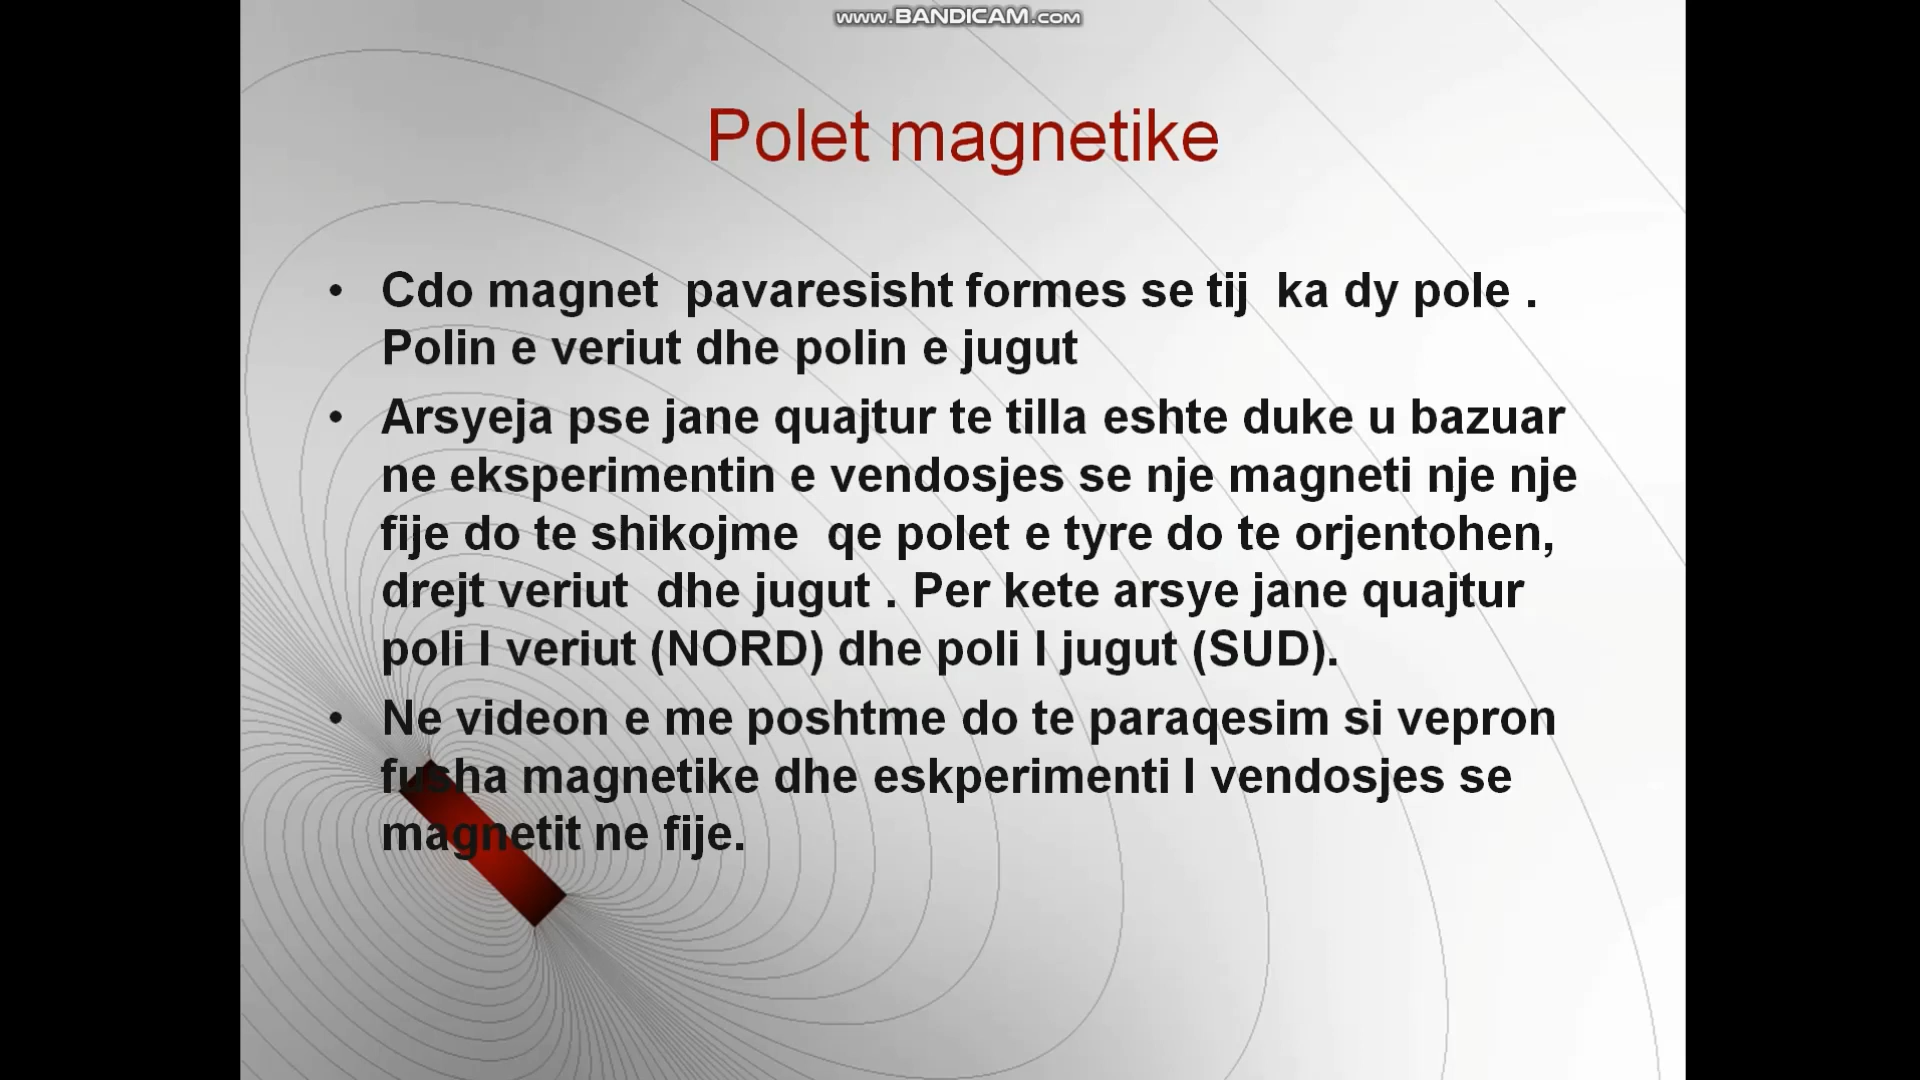 www.BANDICAM.com
Polet magnetike
• Cdo magnet pavaresisht formes se tij ka dy pole .
Polin e veriut dhe polin e jugut
• Arsyeja pse jane quajtur te tilla eshte duke u bazuar
ne eksperimentin e vendosjes se nje magneti nje nje
fije do te shikojme qe polet e tyre do te orjentohen,
drejt veriut dhe jugut . Per kete arsye jane quajtur
poli I veriut (NORD) dhe poli I jugut (SUD).
• Ne videon e me poshtme do te paraqesim si vepron
fusha magnetike dhe eskperimenti I vendosjes se
magnetit ne fije.